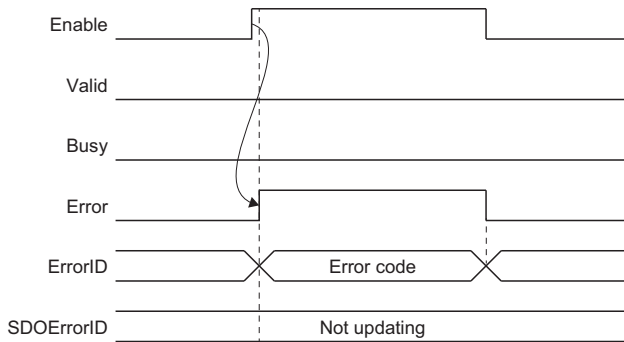 Enable
Valid
Busy
Error
ErrorID
Error code
SDOErrorID
Not updating